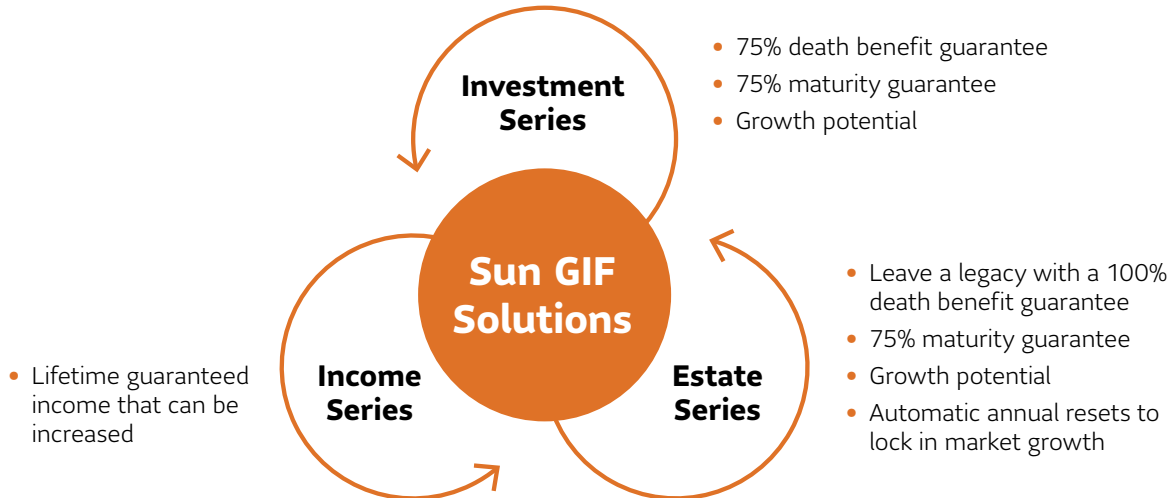 Investment
Series
• 75% death benefit guarantee
• 75% maturity guarantee
• Growth potential
Sun GIF
Solutions
Income
Series
• Lifetime guaranteed
income that can be
increased
Estate
Series
• Leave a legacy with a 100%
death benefit guarantee
• 75% maturity guarantee
• Growth potential
• Automatic annual resets to
lock in market growth